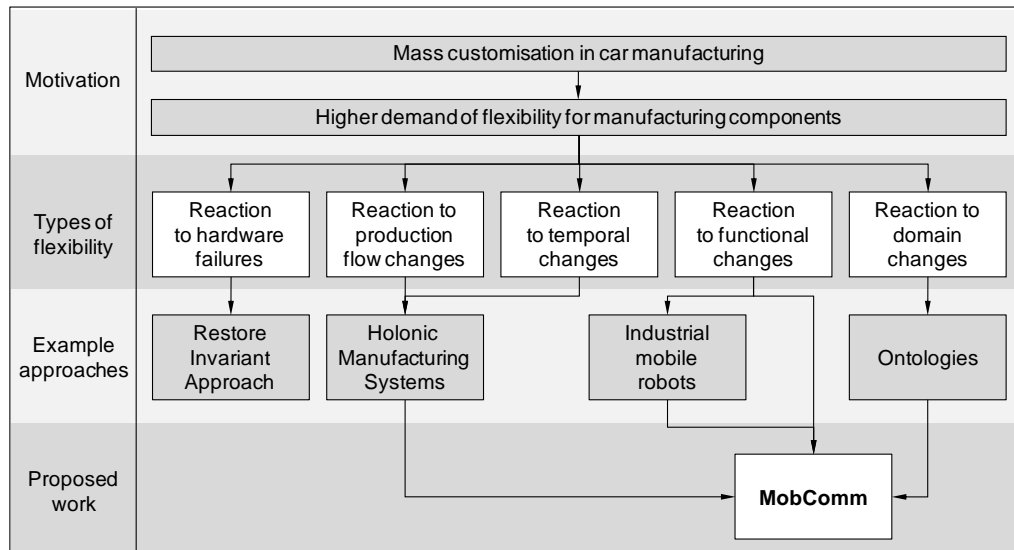 Motivation
Mass customisation in car manufacturing
Higher demand of flexibility for manufacturing components
Types of
flexibility
Reaction
to hardware
failures
Reaction to
production
flow changes
Reaction
to temporal
changes
Reaction
to functional
changes
Reaction to
domain
changes
Example
approaches
Restore
Invariant
Approach
Holonic
Manufacturing
Systems
Industrial
mobile
robots
Ontologies
Proposed
work
MobComm